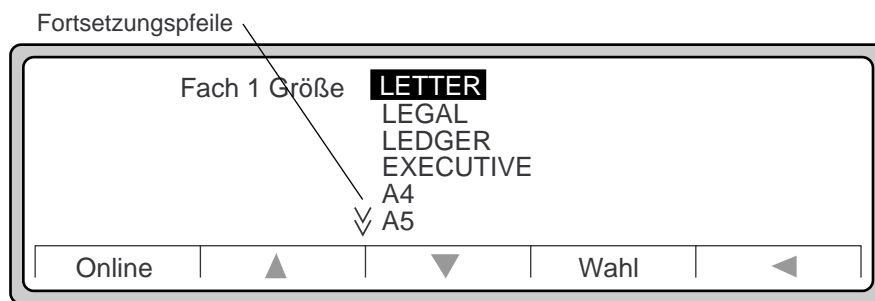 Fortsetzungspfeile
Fach 1 Größe LETTER
LEGAL
LEDGER
EXECUTIVE
A4
A5
Online Wahl